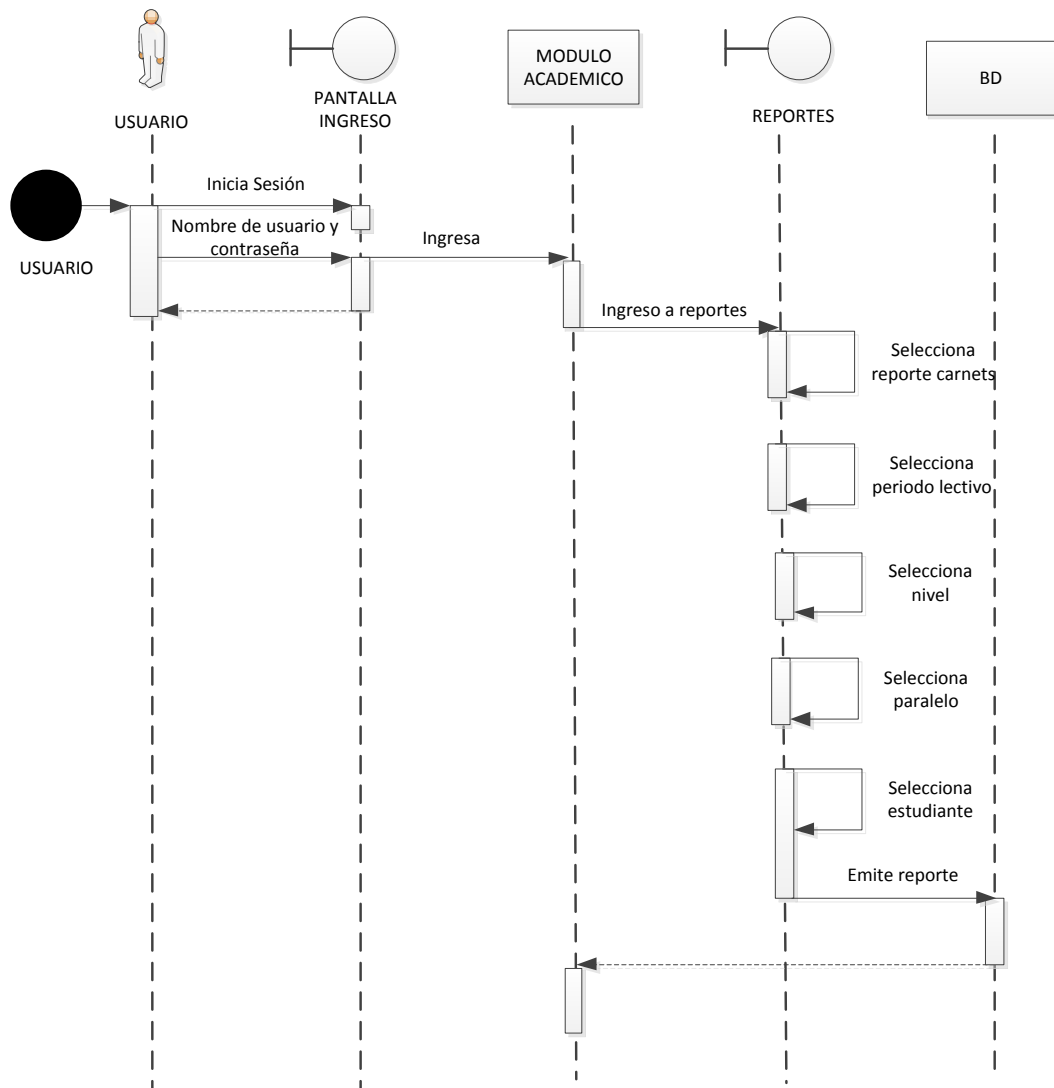 USUARIO
PANTALLA
INGRESO
MODULO
ACADEMICO
REPORTES
BD
USUARIO
Inicia Sesión
Nombre de usuario y
contraseña
Ingresa
Ingreso a reportes
Selecciona
reporte carnets
Selecciona
periodo lectivo
Selecciona
nivel
Selecciona
paralelo
Selecciona
estudiante
Emite reporte